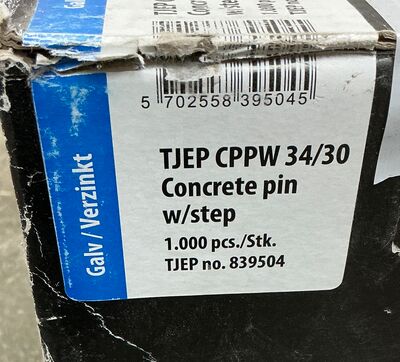 5 702558 395045
TJEP CPPW 34/30
Concrete pin
w/step
1.000 pcs./Stk.
TJEP no. 839504
Galv / Verzinkt